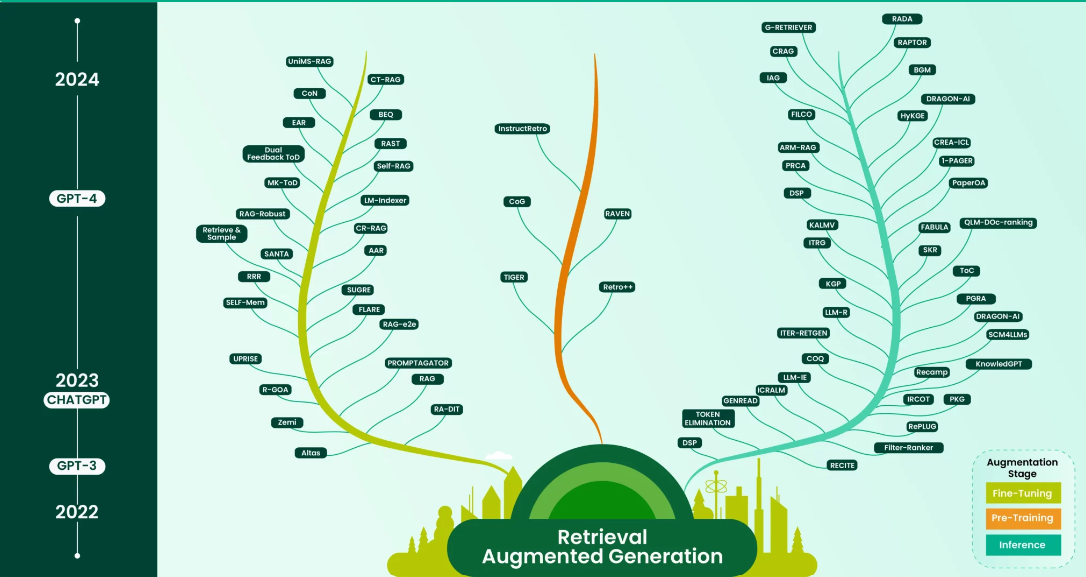 2024
GPT-4
2023
CHATGPT
GPT-3
2022
UniMS-RAG
CT-RAG
CoN
BEQ
EAR
RAST
Dual
Feedback ToD
Self-RAG
MK-ToD
LM-Indexer
RAG-Robust
CR-RAG
Retrieve &
Sample
AAR
SANTA
RRR
SUGRE
SELF-Mem
FLARE
RAG-e2e
UPRISE
PROMPTAGATOR
RAG
R-GOA
RA-DIT
Zemi
Altas
InstructRetro
CoG
RAVEN
TIGER
Retro++
RADA
G-RETRIEVER
RAPTOR
CRAG
BGM
IAG
DRAGON-AI
FILCO
HyKGE
ARM-RAG
CREA-ICL
PRCA
1-PAGER
DSP
PaperOA
KALMV
FABULA
QLM-DOc-ranking
ITRG
SKR
KGP
ToC
LLM-R
PGRA
DRAGON-AI
ITER-RETGEN
SCM4LLMs
COQ
KnowledGPT
Recamp
LLM-IE
ICRALM
GENREAD
IRCOT
PKG
TOKEN
ELIMINATION
RePLUG
DSP
Filter-Ranker
RECITE
Retrieval
Augmented Generation
Augmentation
Stage
Fine-Tuning
Pre-Training
Inference